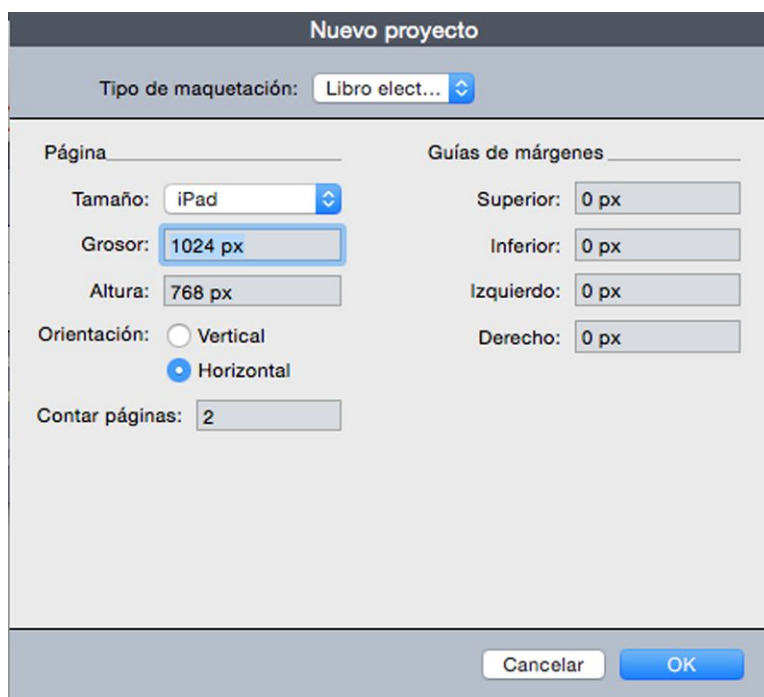 Nuevo proyecto
Tipo de maquetación: Libro elect...
Página
Tamaño: iPad
Grosor: 1024 px
Altura: 768 px
Orientación: Vertical
Horizontal
Contar páginas: 2
Guías de márgenes
Superior: 0 px
Inferior: 0 px
Izquierdo: 0 px
Derecho: 0 px
Cancelar
OK